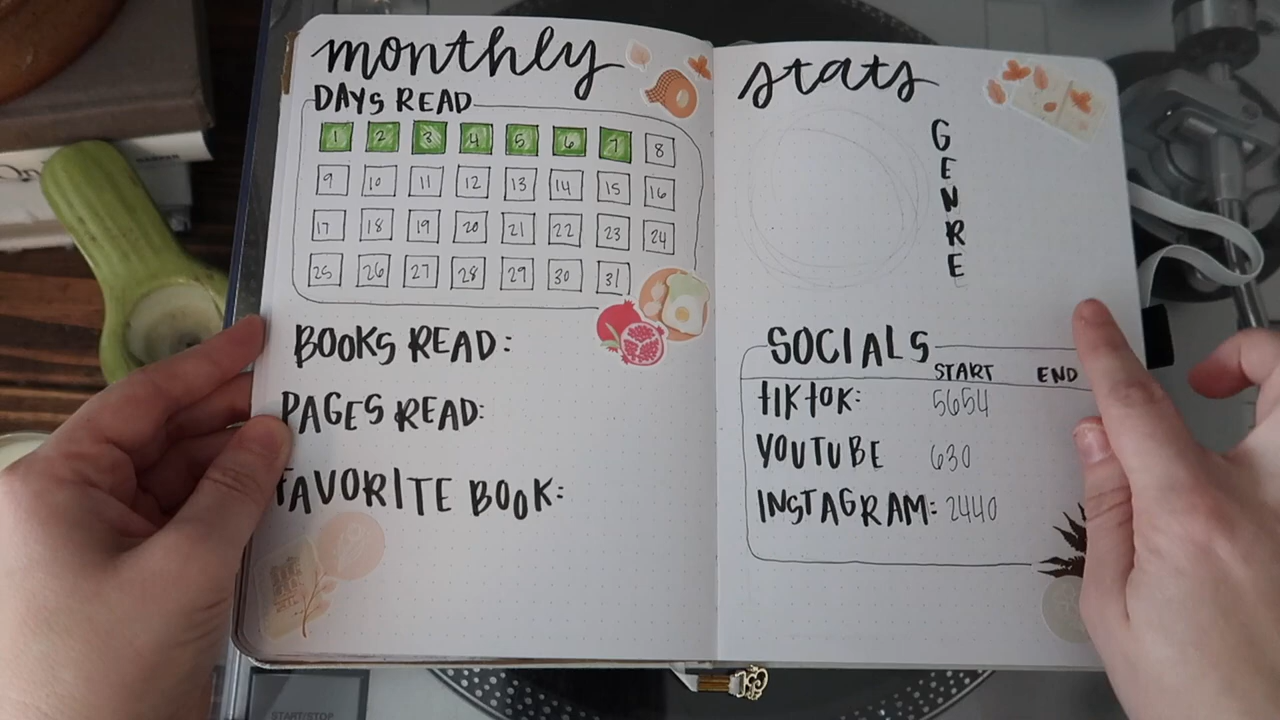 monthly
DAYS READ
1 2 3 4 5 6 7 8
9 10 11 12 13 14 15 16
17 18 19 20 21 22 23 24
25 26 27 28 29 30 31
BOOKS READ:
PAGES READ:
FAVORITE BOOK:
stats
GENRE
SOCIALS
START END
tiktok: 5654
YOUTUBE 630
INSTAGRAM: 2440
START/STOP